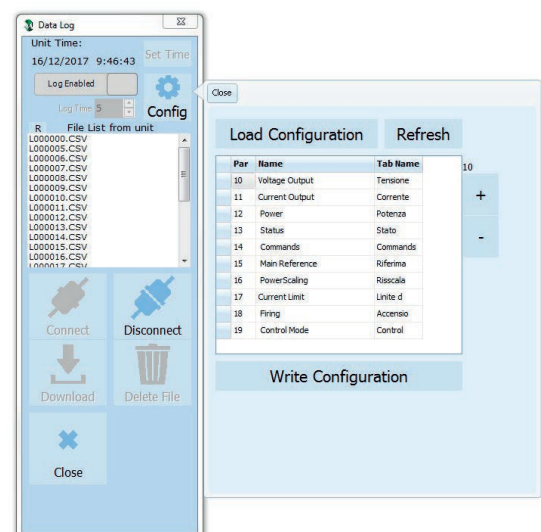 Data Log
Unit Time:
16/12/2017 9:46:43
Set Time
Log Enabled
Log Time 5
Config
R File List from unit
L000000.CSV
L000005.CSV
L000006.CSV
L000007.CSV
L000008.CSV
L000009.CSV
L000010.CSV
L000011.CSV
L000012.CSV
L000013.CSV
L000014.CSV
L000015.CSV
L000016.CSV
L000017.CSV
Connect
Disconnect
Download
Delete File
Close
Close
Load Configuration
Refresh
Par Name Tab Name
10 Voltage Output Tensione
11 Current Output Corrente
12 Power Potenza
13 Status Stato
14 Commands Commands
15 Main Reference Riferima
16 PowerScaling Risscala
17 Current Limit Linite d
18 Firing Accensio
19 Control Mode Control
10
+
-
Write Configuration